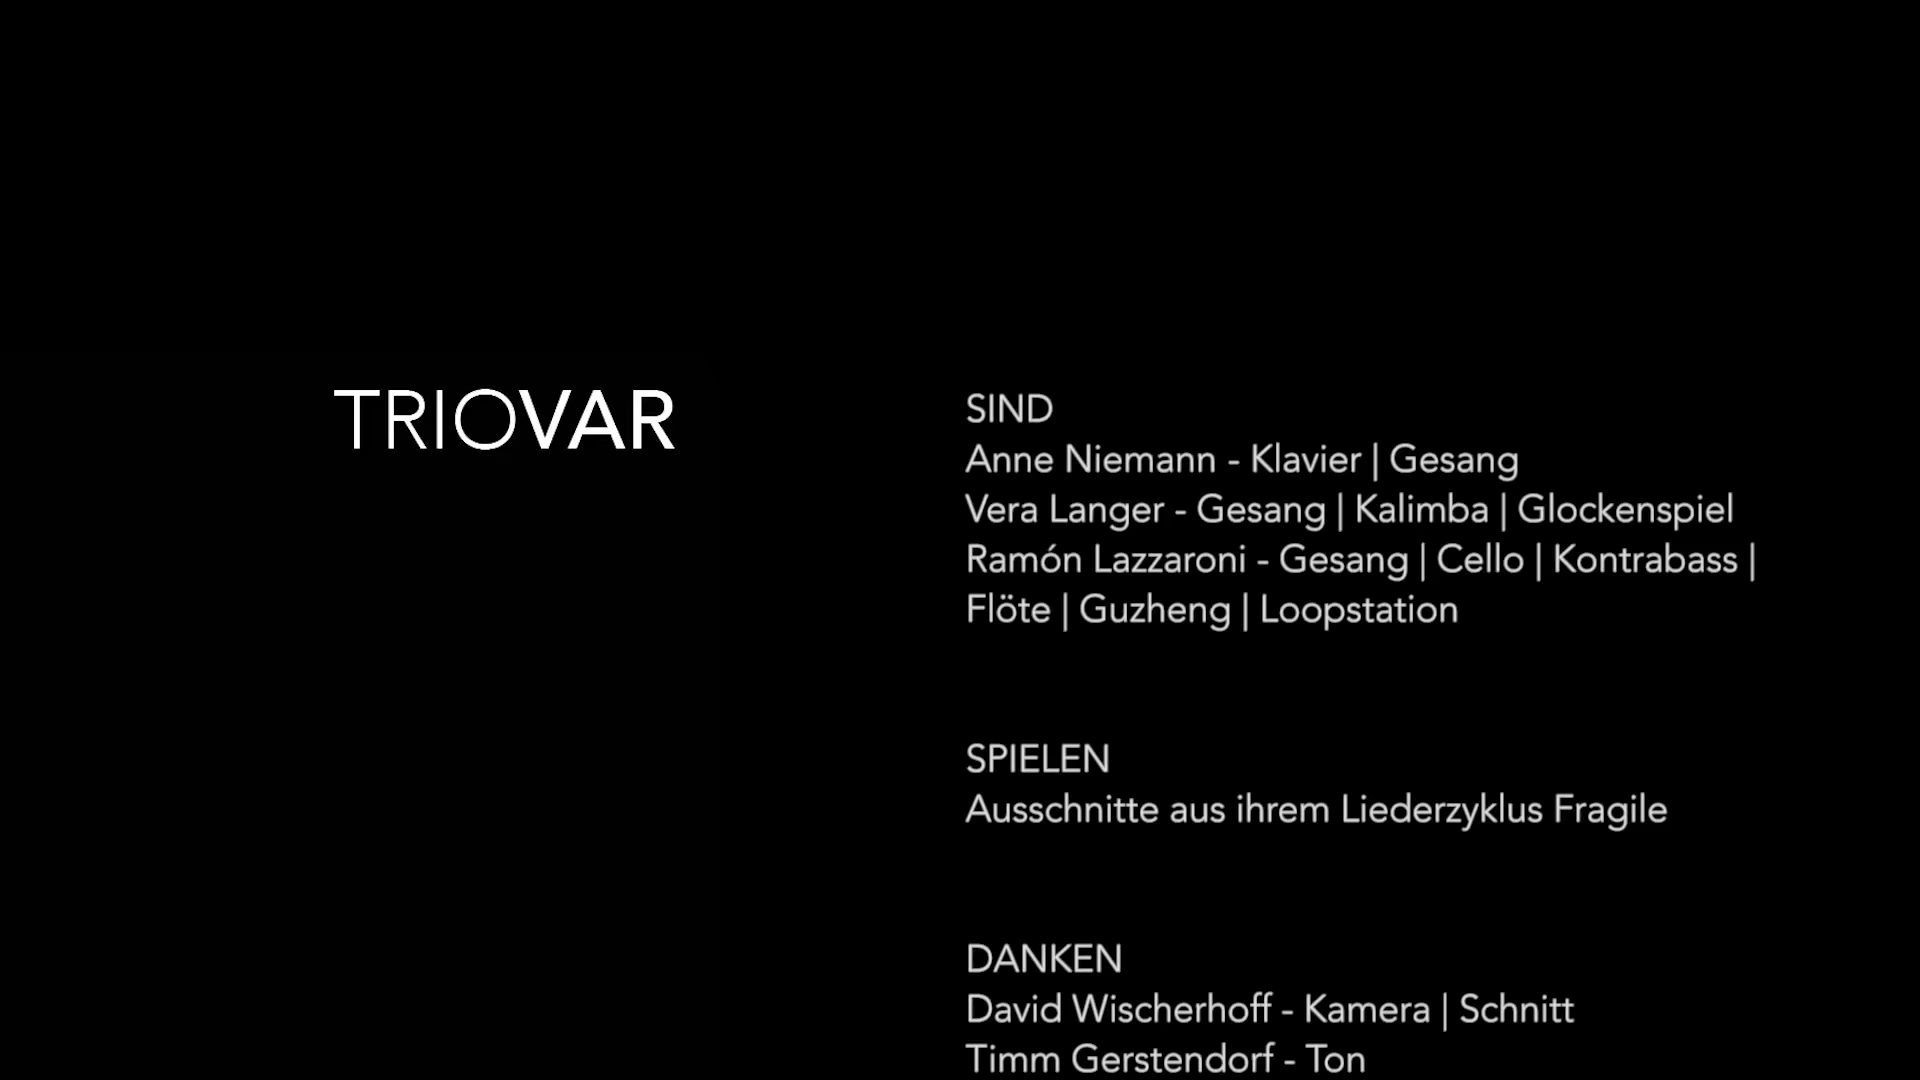 TRIOVAR
SIND
Anne Niemann - Klavier | Gesang
Vera Langer - Gesang | Kalimba | Glockenspiel
Ramón Lazzaroni - Gesang | Cello | Kontrabass |
Flöte | Guzheng | Loopstation
SPIELEN
Ausschnitte aus ihrem Liederzyklus Fragile
DANKEN
David Wischerhoff - Kamera | Schnitt
Timm Gerstendorf - Ton